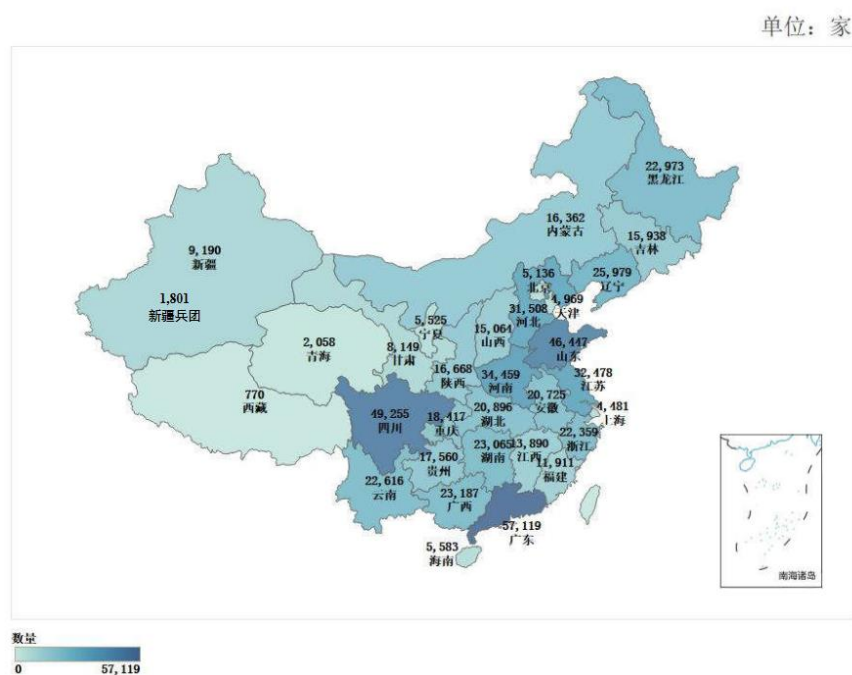 单位：家
22,973
黑龙江
16,362
内蒙古
15,938
吉林
9,190
新疆
5,136
北京
25,979
辽宁
4,969
天津
1,801
新疆兵团
31,508
河北
5,525
宁夏
15,064
山西
2,058
青海
8,149
甘肃
46,447
山东
16,668
陕西
34,459
河南
32,478
江苏
770
西藏
20,725
安徽
49,255
四川
18,417
重庆
20,896
湖北
4,481
上海
22,359
浙江
23,065
湖南
13,890
江西
17,560
贵州
11,911
福建
22,616
云南
23,187
广西
57,119
广东
5,583
海南
南海诸岛
数量
0 57,119